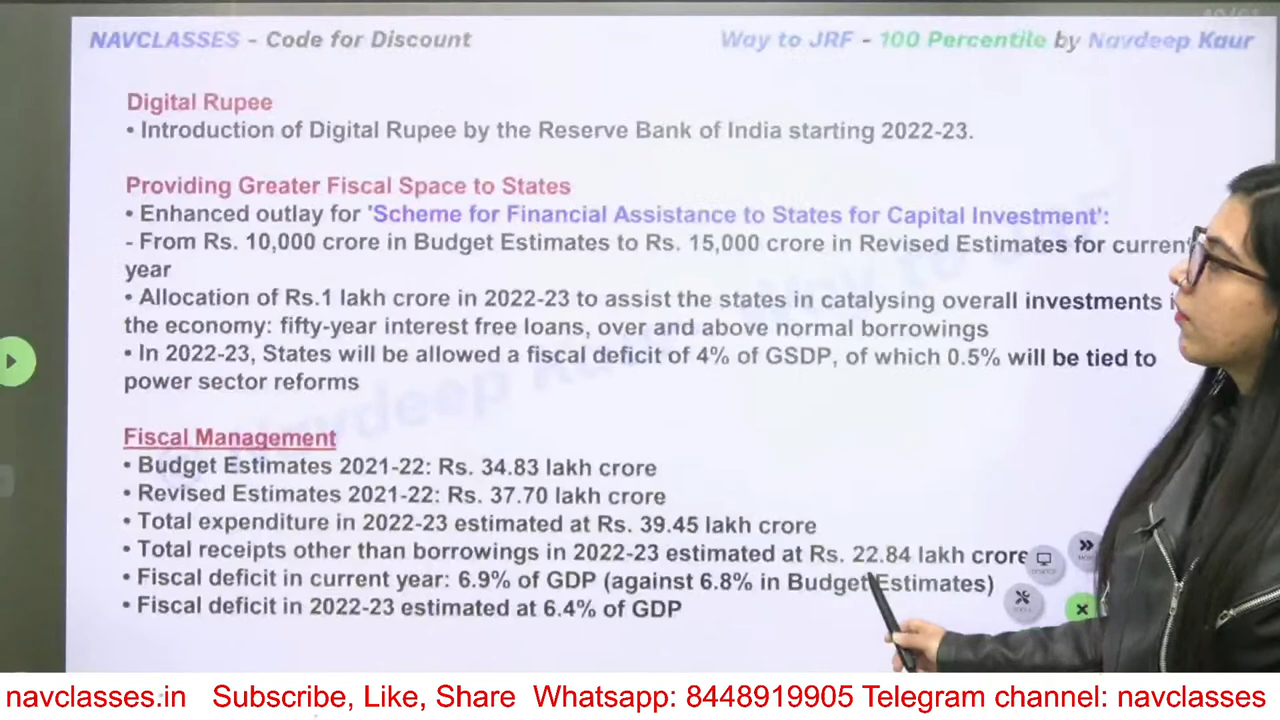 NAVCLASSES - Code for Discount
Way to JRF - 100 Percentile by Navdeep Kaur
Digital Rupee
• Introduction of Digital Rupee by the Reserve Bank of India starting 2022-23.
Providing Greater Fiscal Space to States
• Enhanced outlay for 'Scheme for Financial Assistance to States for Capital Investment':
- From Rs. 10,000 crore in Budget Estimates to Rs. 15,000 crore in Revised Estimates for current
year
• Allocation of Rs.1 lakh crore in 2022-23 to assist the states in catalysing overall investments
the economy: fifty-year interest free loans, over and above normal borrowings
• In 2022-23, States will be allowed a fiscal deficit of 4% of GSDP, of which 0.5% will be tied to
power sector reforms
Fiscal Management
• Budget Estimates 2021-22: Rs. 34.83 lakh crore
• Revised Estimates 2021-22: Rs. 37.70 lakh crore
• Total expenditure in 2022-23 estimated at Rs. 39.45 lakh crore
• Total receipts other than borrowings in 2022-23 estimated at Rs. 22.84 lakh crore
• Fiscal deficit in current year: 6.9% of GDP (against 6.8% in Budget Estimates)
• Fiscal deficit in 2022-23 estimated at 6.4% of GDP
navclasses.in Subscribe, Like, Share Whatsapp: 8448919905 Telegram channel: navclasses